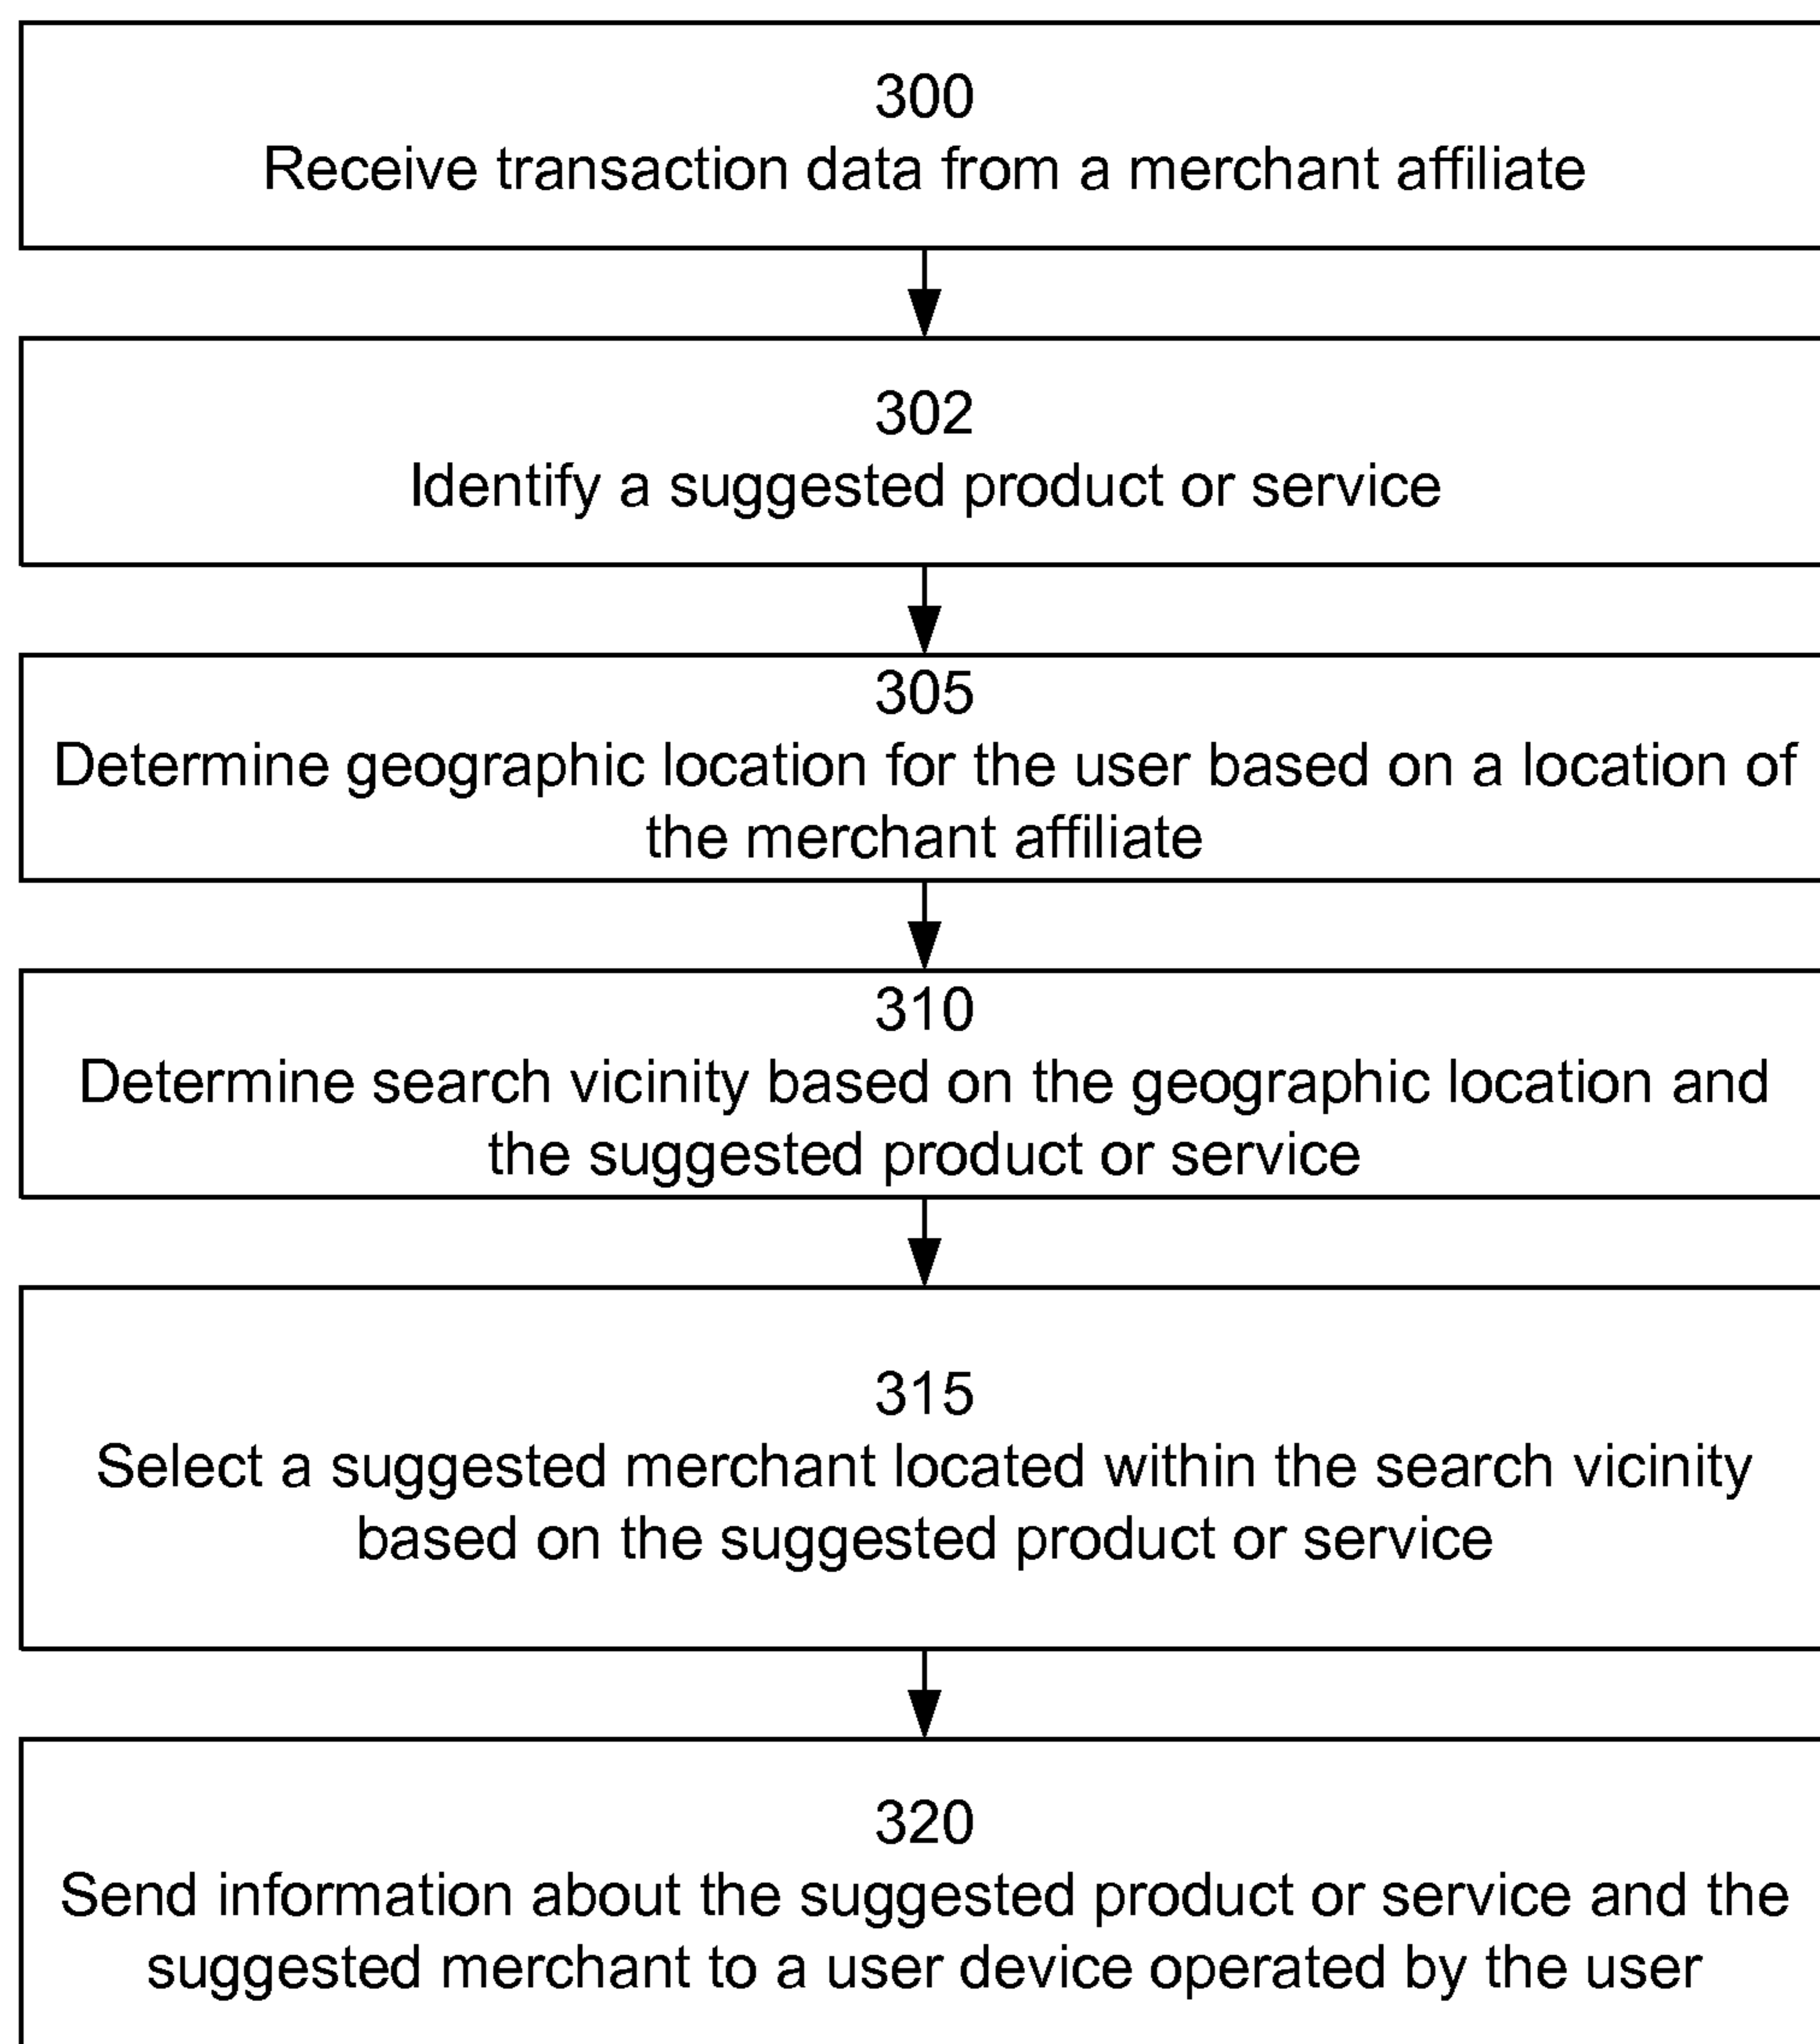 300
Receive transaction data from a merchant affiliate
302
Identify a suggested product or service
305
Determine geographic location for the user based on a location of
the merchant affiliate
310
Determine search vicinity based on the geographic location and
the suggested product or service
315
Select a suggested merchant located within the search vicinity
based on the suggested product or service
320
Send information about the suggested product or service and the
suggested merchant to a user device operated by the user